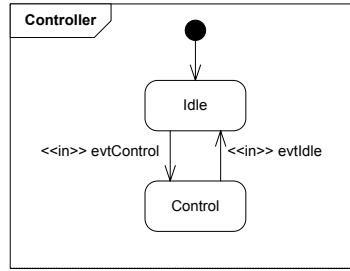 Controller
Idle
<<in>> evtControl
<<in>> evtIdle
Control